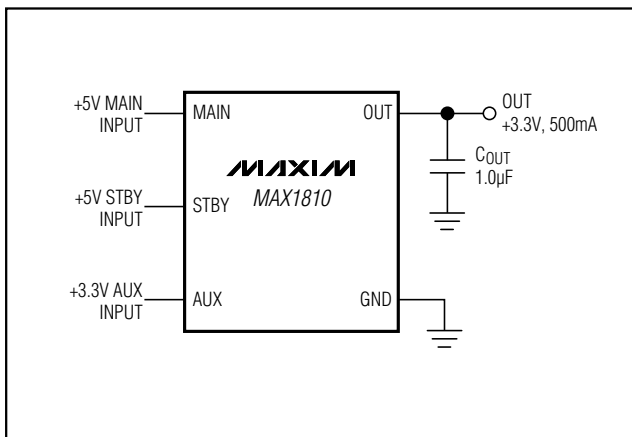 +5V MAIN
INPUT
MAIN
OUT
OUT
+3.3V, 500mA
MAXIM
MAX1810
COUT
1.0µF
+5V STBY
INPUT
STBY
+3.3V AUX
INPUT
AUX
GND